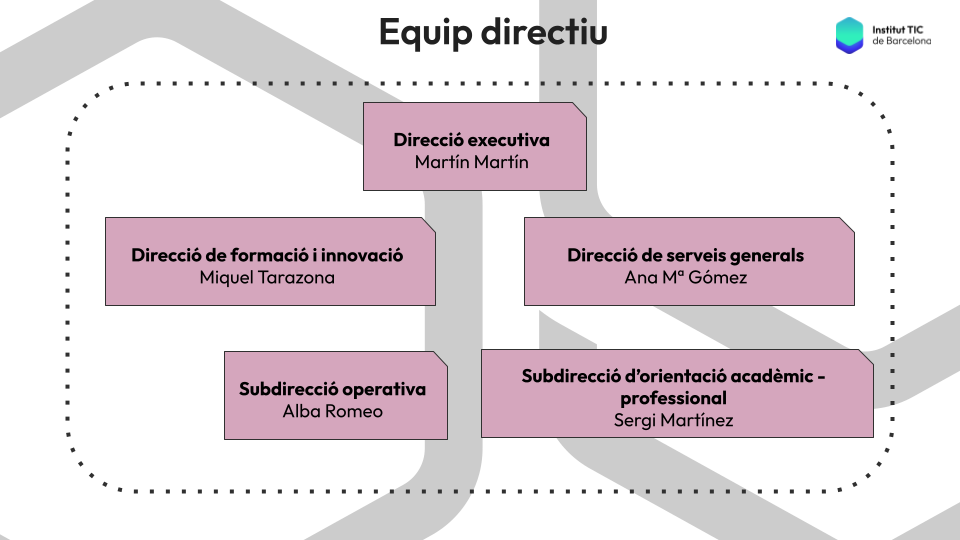 Equip directiu
Institut TIC
de Barcelona
Direcció executiva
Martín Martín
Direcció de formació i innovació
Miquel Tarazona
Direcció de serveis generals
Ana Mª Gómez
Subdirecció operativa
Alba Romeo
Subdirecció d'orientació acadèmic -
professional
Sergi Martínez